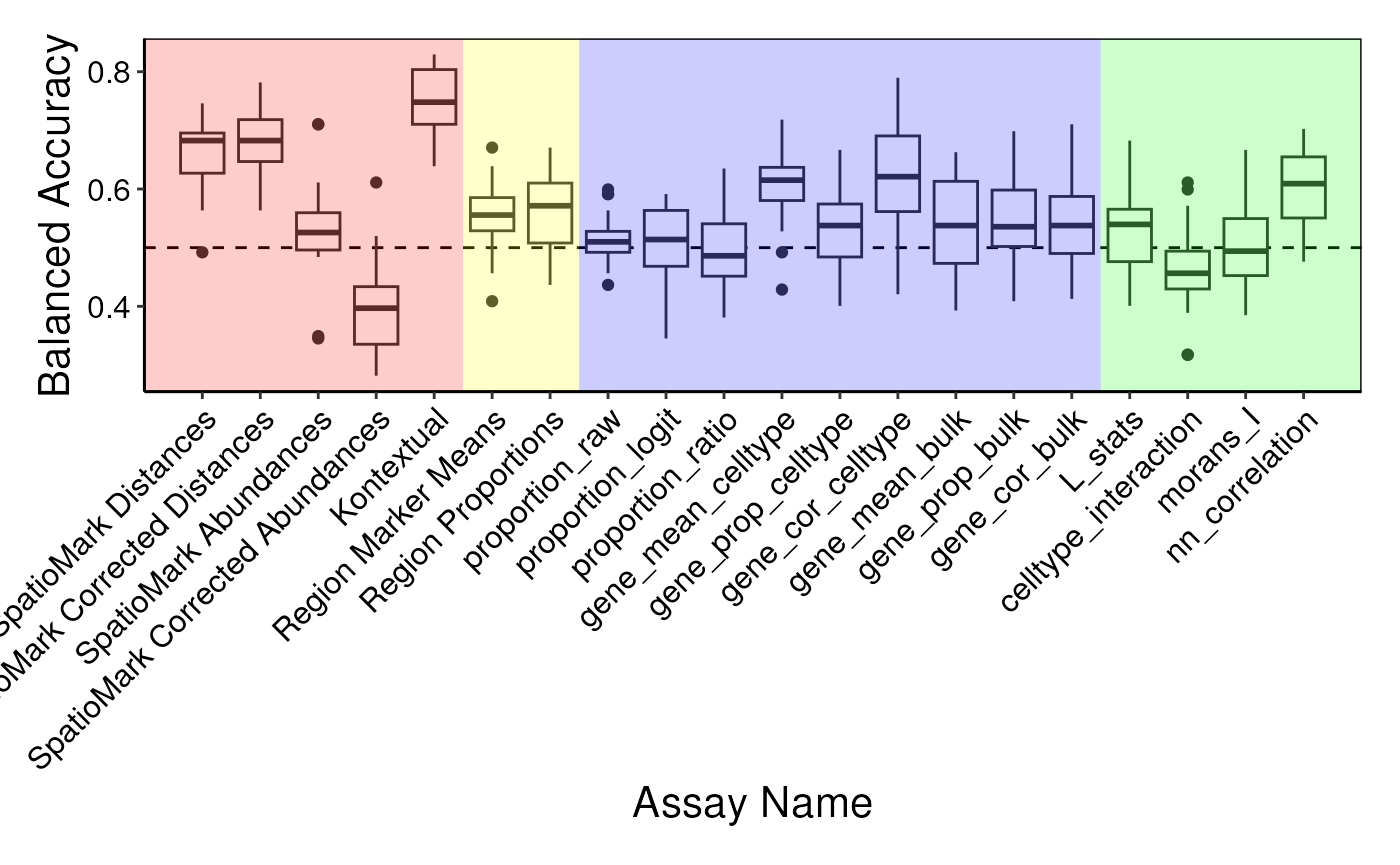 Balanced Accuracy
0.8
0.6
0.4
SpatioMark Distances
Mark Corrected Distances
SpatioMark Abundances
SpatioMark Corrected Abundances
Kontextual
Region Marker Means
Region Proportions
proportion_raw
proportion_logit
proportion_ratio
gene_mean_celltype
gene_prop_celltype
gene_cor_celltype
gene_mean_bulk
gene_prop_bulk
gene_cor_bulk
L_stats
celltype_interaction
morans_I
nn_correlation
Assay Name